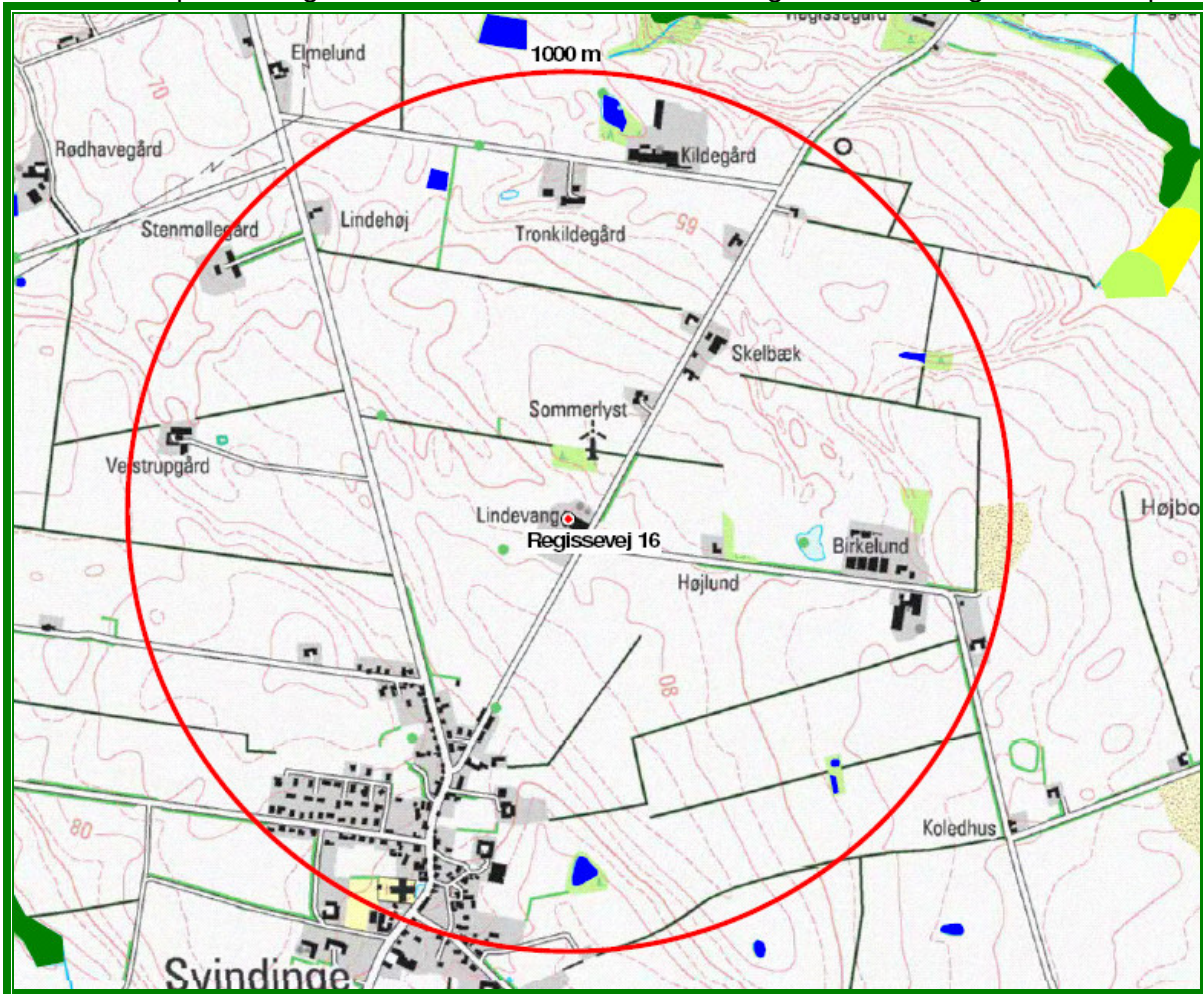 Elmelund
1000 m
70
Rødhavegård
Kildegård
Stenmøllegård
Lindehøj
Tronkildegård
65
Skelbæk
Sommerlyst
Verstrupgård
Lindevang
Regissevej 16
Birkelund
Højbo
Højlund
80
80
Koledhus
Svindinge